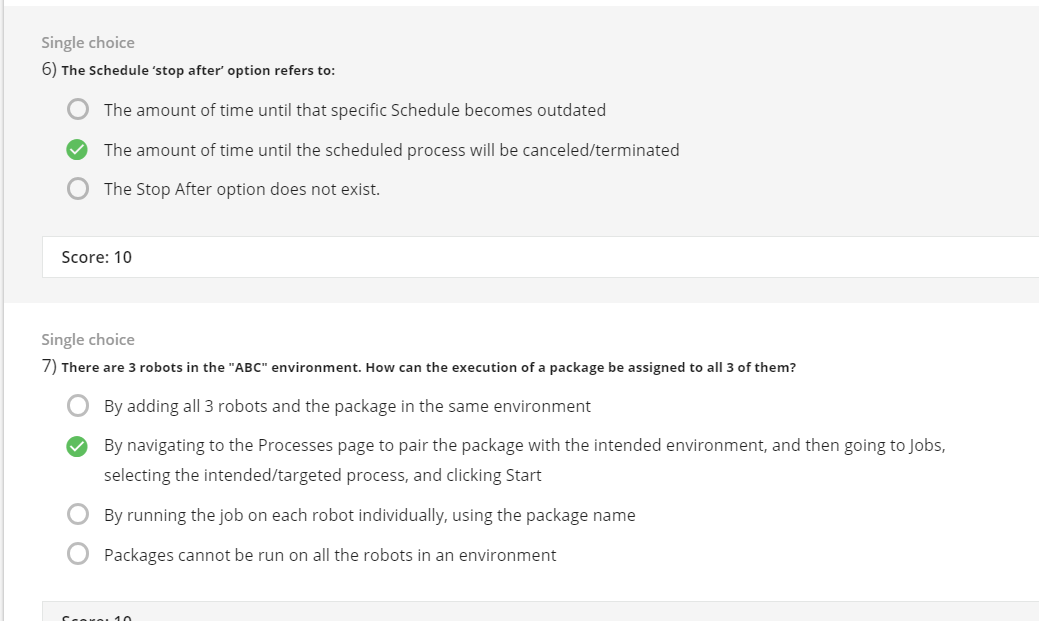 Single choice
6) The Schedule ‘stop after’ option refers to:
The amount of time until that specific Schedule becomes outdated
The amount of time until the scheduled process will be canceled/terminated
The Stop After option does not exist.
Score: 10
Single choice
7) There are 3 robots in the "ABC" environment. How can the execution of a package be assigned to all 3 of them?
By adding all 3 robots and the package in the same environment
By navigating to the Processes page to pair the package with the intended environment, and then going to Jobs,
selecting the intended/targeted process, and clicking Start
By running the job on each robot individually, using the package name
Packages cannot be run on all the robots in an environment
Score: 10